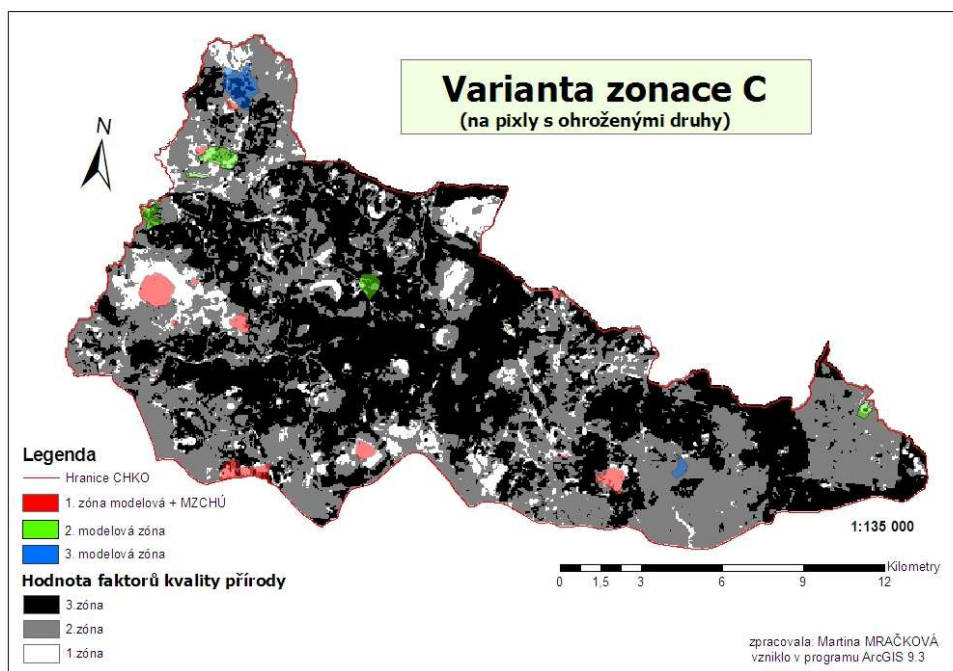 Varianta zonace C
(na pixly s ohroženými druhy)
N
Legenda
Hranice CHKO
1. zóna modelová + MZCHÚ
2. modelová zóna
3. modelová zóna
Hodnota faktorů kvality přírody
3.zóna
2.zóna
1.zóna
1:135 000
Kilometry
0 1,5 3 6 9 12
zpracovala: Martina MRAČKOVÁ
vzniklo v programu ArcGIS 9.3